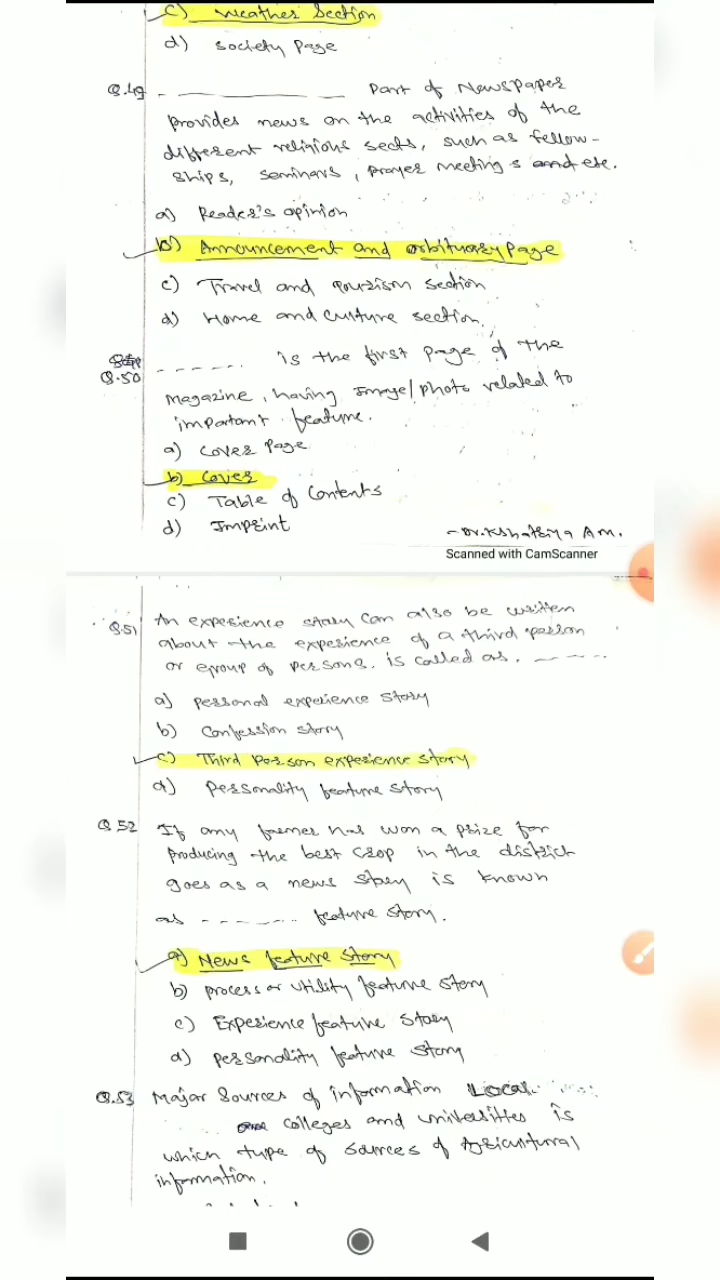 c) Weather Section
d) Society page
Q.49 - ____________ Part of Newspaper
provides news on the activities of the
different religious sects, such as fellow-
ships, seminars, prayer meetings and etc.
a) Reader's opinion
b) Announcement and orbituary page
c) Travel and Tourism section
d) Home and culture section.
Q.50 - - - - - - is the first page of the
magazine, having Image/photo related to
important feature.
a) Cover Page
b) Cover
c) Table of Contents
d) Imprint
- Dr. Kshatriya A M.
Scanned with CamScanner
Q.51 An experience story can also be written
about the experience of a third person
or group of persons. is called as. - - - - -
a) Personal experience story
b) Confession story
c) Third Person experience story
d) Personality feature story
Q 52 If any farmer has won a prize for
producing the best crop in the district
goes as a news story is known
as - - - - - - - feature story.
a) News feature Story
b) process or utility feature story
c) Experience feature story
d) personality feature story
Q.53 Major Sources of information Local
colleges and universities is
which type of sources of Agricultural
information.